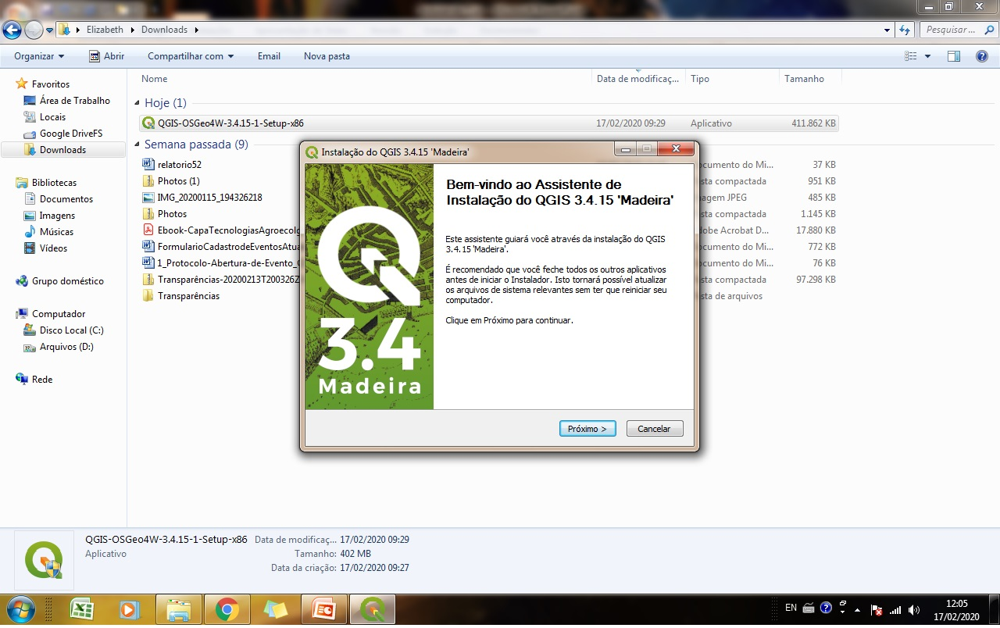 Elizabeth
Downloads
Pesquisar ...
Organizar
Abrir
Compartilhar com
Email
Nova pasta
Nome
Data de modificaç...
Tipo
Tamanho
Favoritos
Área de Trabalho
Locais
Google DriveFS
Downloads
Bibliotecas
Documentos
Imagens
Músicas
Vídeos
Grupo doméstico
Computador
Disco Local (C:)
Arquivos (D:)
Rede
Hoje (1)
QGIS-OSGeo4W-3.4.15-1-Setup-x86
17/02/2020 09:29
Aplicativo
411.862 KB
Semana passada (9)
relatorio52
ocumento do Mi...
37 KB
Photos (1)
sta compactada
951 KB
IMG_20200115_194326218
agem JPEG
485 KB
Photos
sta compactada
1.145 KB
Ebook-CapaTecnologiasAgroecolg
dobe Acrobat D...
17.880 KB
FormularioCadastrodeEventosAtua
ocumento do Mi...
772 KB
1_Protocolo-Abertura-de-Evento_
ocumento do Mi...
76 KB
Transparências-20200213T200326Z
sta compactada
97.298 KB
Transparências
sta de arquivos
Instalação do QGIS 3.4.15 'Madeira'
3.4
Madeira
Bem-vindo ao Assistente de
Instalação do QGIS 3.4.15 'Madeira'
Este assistente guiará você através da instalação do QGIS
3.4.15 'Madeira'.
É recomendado que você feche todos os outros aplicativos
antes de iniciar o Instalador. Isto tornará possível atualizar
os arquivos de sistema relevantes sem ter que reiniciar seu
computador.
Clique em Próximo para continuar.
Próximo >
Cancelar
QGIS-OSGeo4W-3.4.15-1-Setup-x86
Aplicativo
Data de modificaç... 17/02/2020 09:29
Tamanho: 402 MB
Data da criação: 17/02/2020 09:27
EN
12:05
17/02/2020